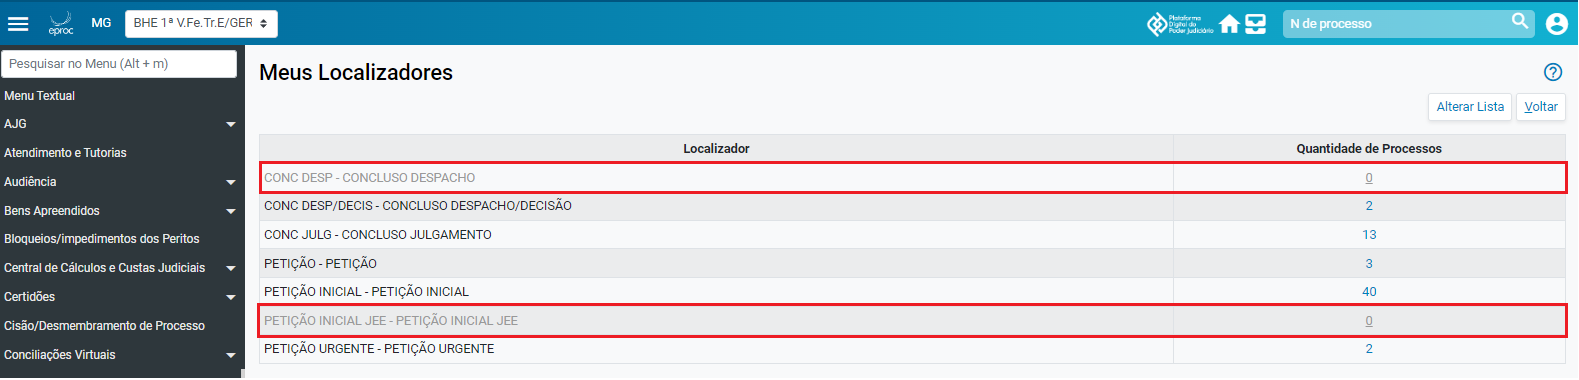 eproc
MG
BHE 1ª V.Fe.Tr.E/GER
Plataforma
Digital do
Poder Judiciário
N de processo
Pesquisar no Menu (Alt + m)
Menu Textual
AJG
Atendimento e Tutorias
Audiência
Bens Apreendidos
Bloqueios/impedimentos dos Peritos
Central de Cálculos e Custas Judiciais
Certidões
Cisão/Desmembramento de Processo
Conciliações Virtuais
Meus Localizadores
?
Alterar Lista
Voltar
Localizador Quantidade de Processos
CONC DESP - CONCLUSO DESPACHO 0
CONC DESP/DECIS - CONCLUSO DESPACHO/DECISÃO 2
CONC JULG - CONCLUSO JULGAMENTO 13
PETIÇÃO - PETIÇÃO 3
PETIÇÃO INICIAL - PETIÇÃO INICIAL 40
PETIÇÃO INICIAL JEE - PETIÇÃO INICIAL JEE 0
PETIÇÃO URGENTE - PETIÇÃO URGENTE 2